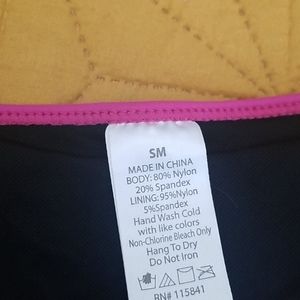 SM
MADE IN CHINA
BODY: 80% Nylon
20% Spandex
LINING: 95%Nylon
5%Spandex
Hand Wash Cold
with like colors
Non-Chlorine Bleach Only
Hang To Dry
Do Not Iron
RN# 115841